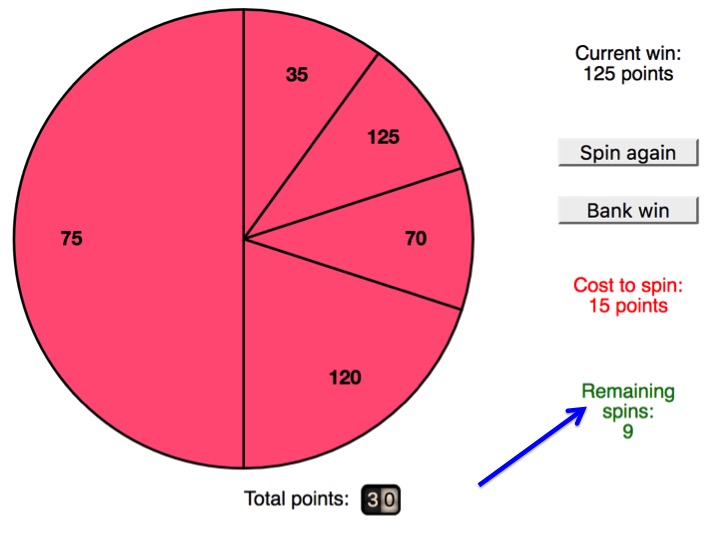 35
125
70
120
75
Current win:
125 points
Spin again
Bank win
Cost to spin:
15 points
Remaining
spins:
9
Total points: 30